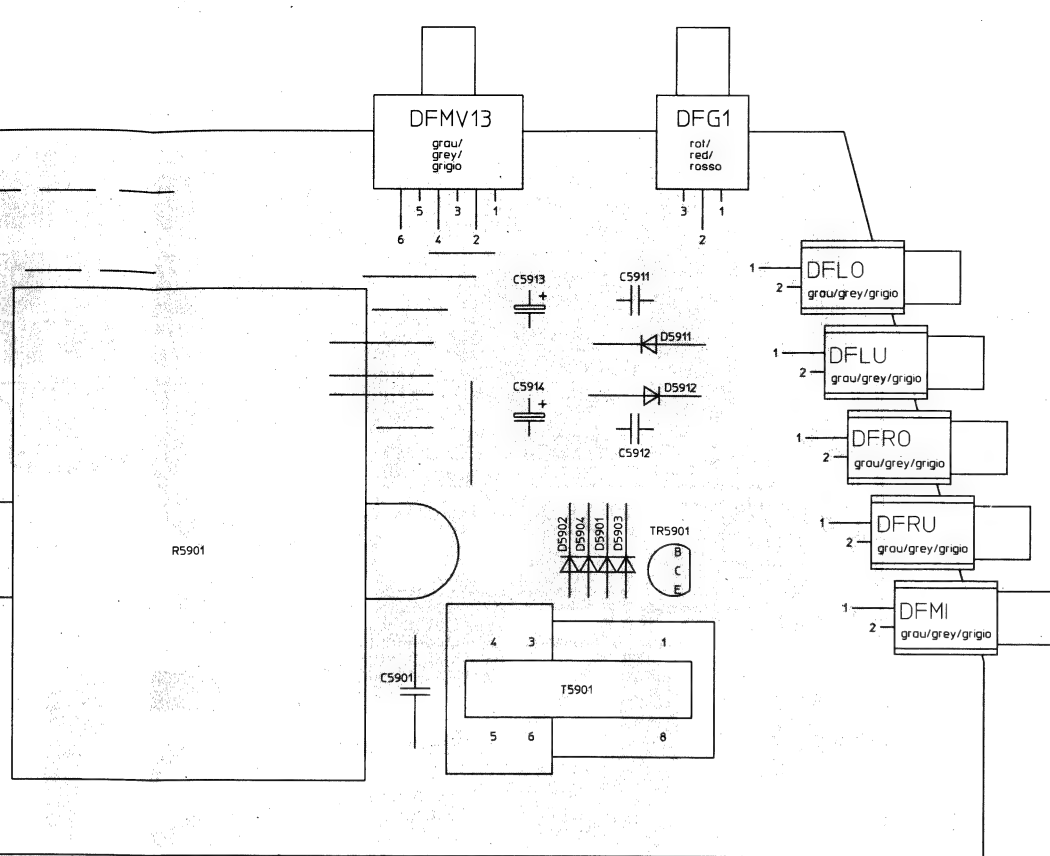 DFMV13
grau/
grey/
grigio
6
5
4
3
2
1
DFG1
rot/
red/
rosso
3
2
1
1
2
DFLO
grau/grey/grigio
1
2
DFLU
grau/grey/grigio
1
2
DFRO
grau/grey/grigio
1
2
DFRU
grau/grey/grigio
1
2
DFMI
grau/grey/grigio
C5913
+
C5911
D5911
C5914
+
D5912
C5912
D5902
D5904
D5901
D5903
TR5901
B
C
E
R5901
C5901
4 3 1
T5901
5 6 8